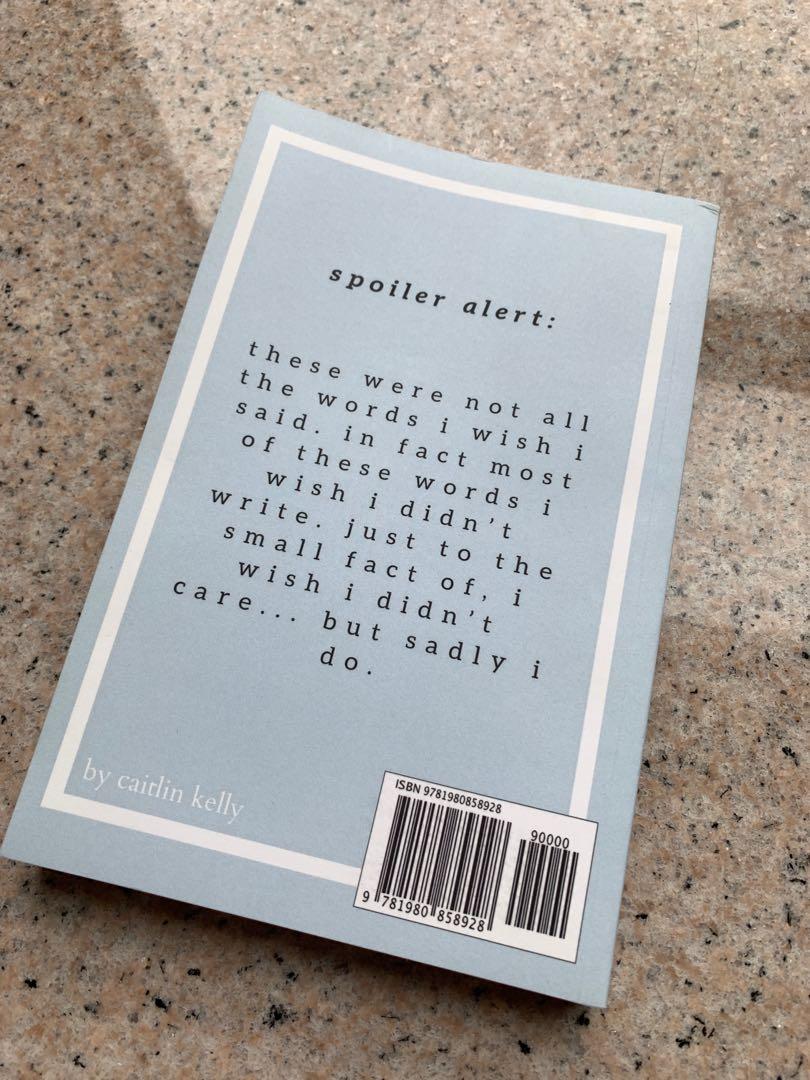 spoiler alert:
these were not all
the words i wish i
said. in fact most
of these words i
wish i didn't
write. just to the
small fact of, i
wish i didn't
care... but sadly i
do.
by caitlin kelly
ISBN 9781980858928
90000
9 781980 858928